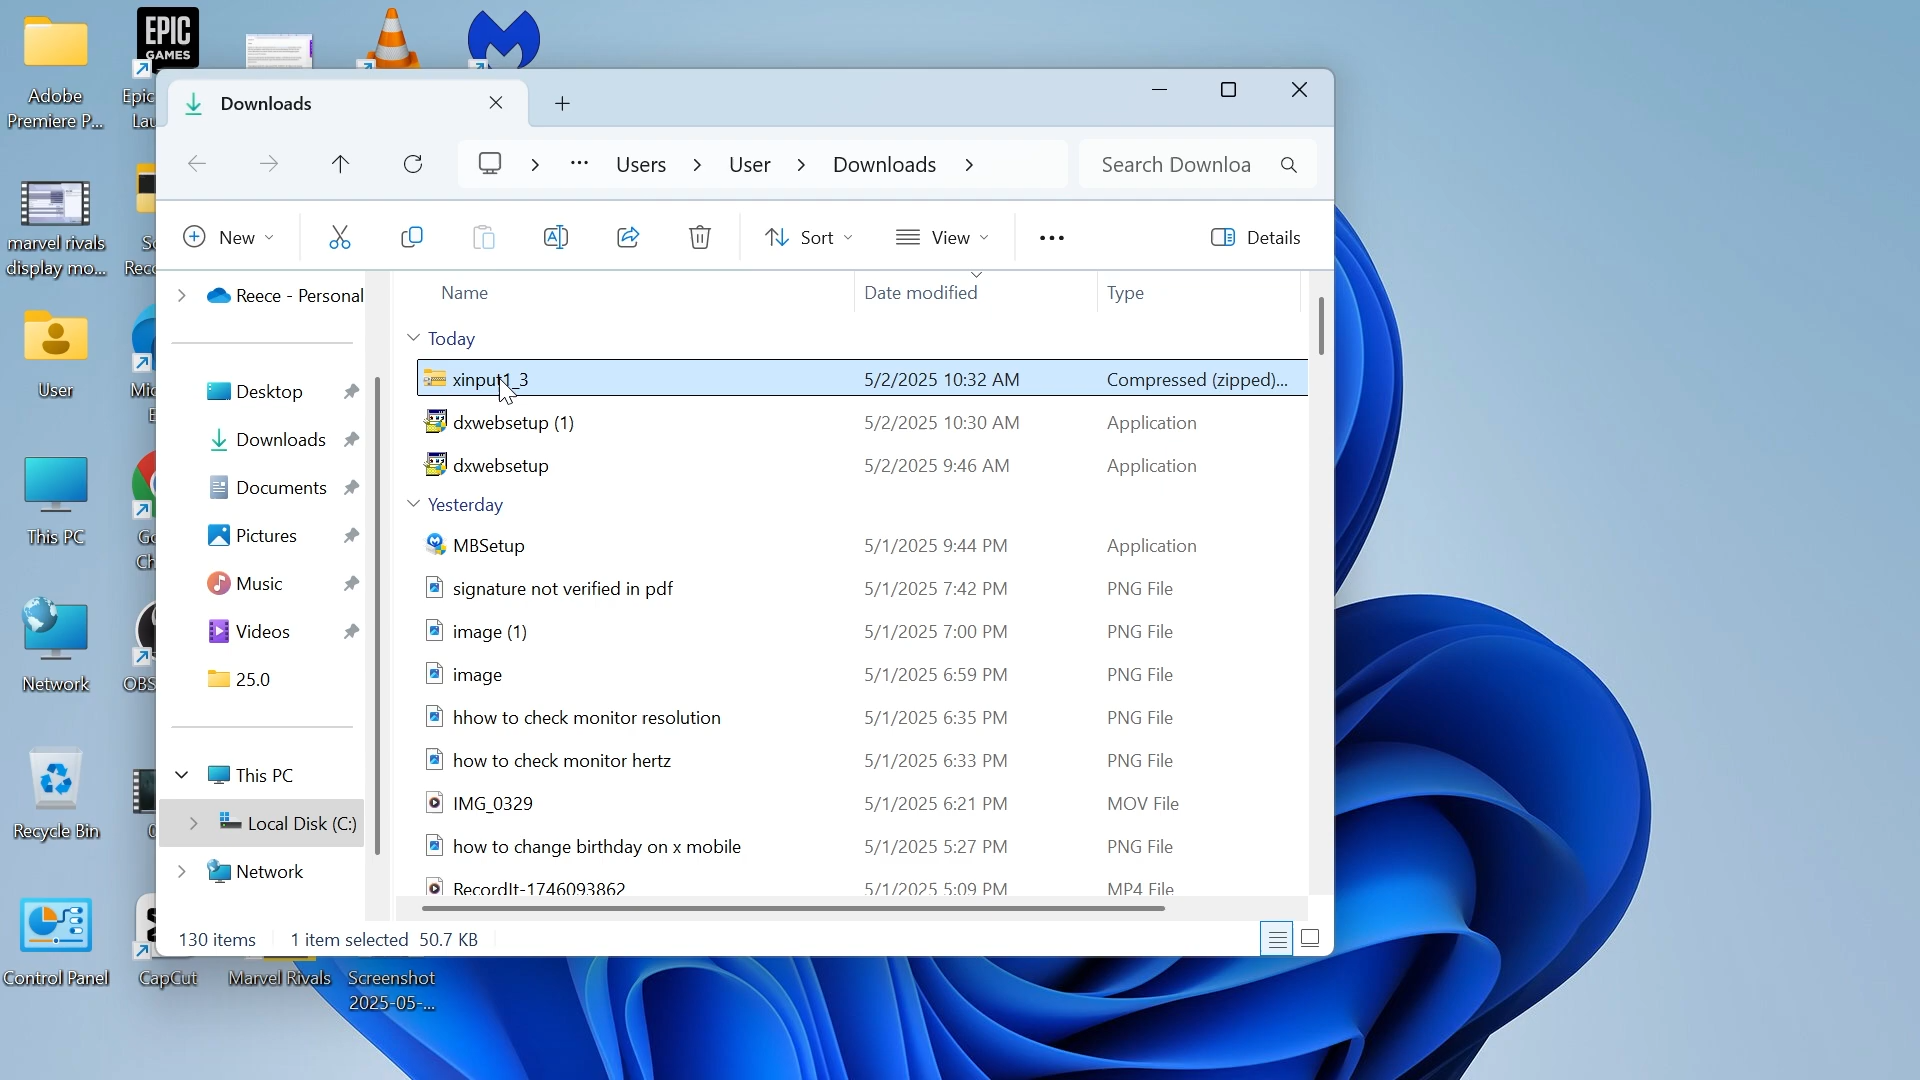 EPIC
GAMES
Adobe
Premiere P...
Epic
Lau
marvel rivals
display mo...
Rec
User
Mic
E
This PC
Go
Ch
Network
OBS
Recycle Bin
Control Panel
CapCut
Marvel Rivals
Screenshot
2025-05-...
Downloads
Users
User
Downloads
Search Downloa
New
Sort
View
Details
Reece - Personal
Desktop
Downloads
Documents
Pictures
Music
Videos
25.0
This PC
Local Disk (C:)
Network
Name Date modified Type
Today
xinput1_3 5/2/2025 10:32 AM Compressed (zipped)...
dxwebsetup (1) 5/2/2025 10:30 AM Application
dxwebsetup 5/2/2025 9:46 AM Application
Yesterday
MBSetup 5/1/2025 9:44 PM Application
signature not verified in pdf 5/1/2025 7:42 PM PNG File
image (1) 5/1/2025 7:00 PM PNG File
image 5/1/2025 6:59 PM PNG File
hhow to check monitor resolution 5/1/2025 6:35 PM PNG File
how to check monitor hertz 5/1/2025 6:33 PM PNG File
IMG_0329 5/1/2025 6:21 PM MOV File
how to change birthday on x mobile 5/1/2025 5:27 PM PNG File
RecordIt-1746093862 5/1/2025 5:09 PM MP4 File
130 items 1 item selected 50.7 KB